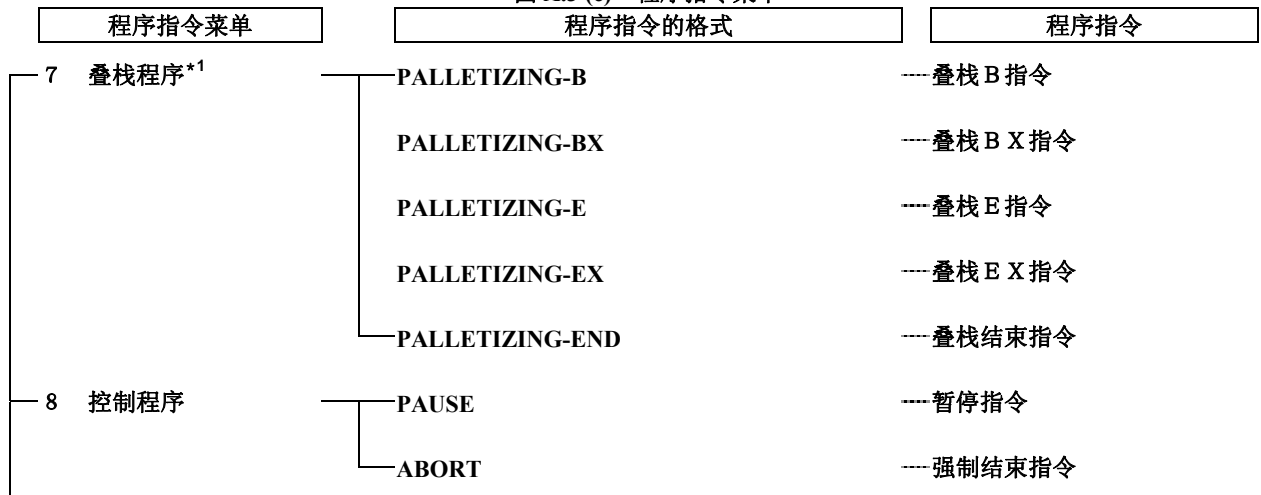 程序指令菜单 程序指令的格式 程序指令
7 叠栈程序*1 PALLETIZING-B 叠栈B指令
PALLETIZING-BX 叠栈BX指令
PALLETIZING-E 叠栈E指令
PALLETIZING-EX 叠栈EX指令
PALLETIZING-END 叠栈结束指令
8 控制程序 PAUSE 暂停指令
ABORT 强制结束指令